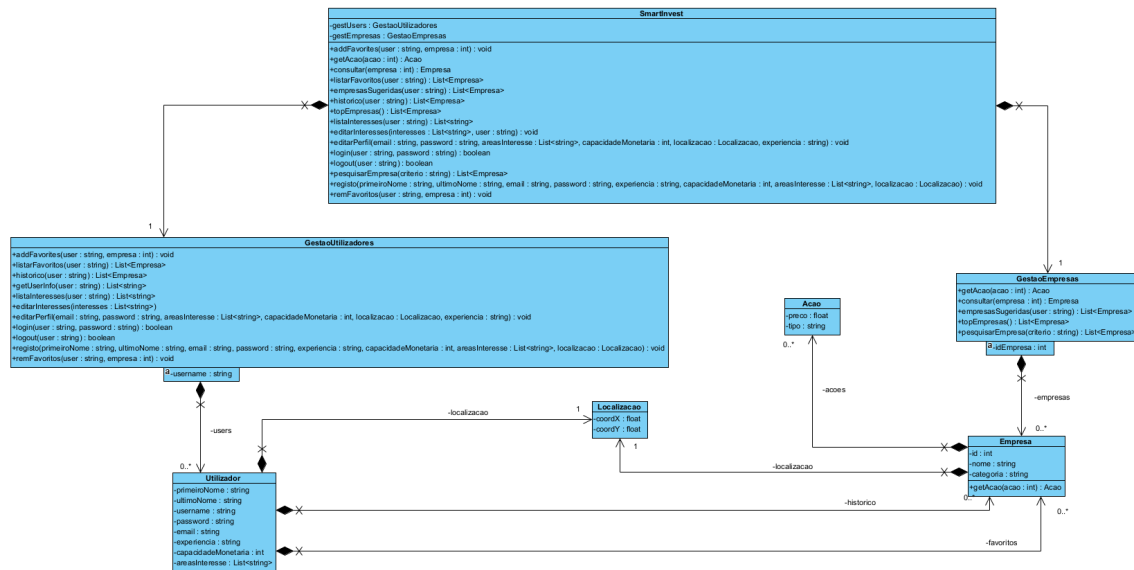 SmartInvest
-gestUsers : GestaoUtilizadores
-gestEmpresas : GestaoEmpresas
+addFavorites(user : string, empresa : int) : void
+getAcao(acao : int) : Acao
+consultar(empresa : int) : Empresa
+listarFavoritos(user : string) : List<Empresa>
+empresasSugeridas(user : string) : List<Empresa>
+historico(user : string) : List<Empresa>
+topEmpresas() : List<Empresa>
+listaInteresses(user : string) : List<string>
+editarInteresses(interesses : List<string>, user : string) : void
+editarPerfil(email : string, password : string, areasInteresse : List<string>, capacidadeMonetaria : int, localizacao : Localizacao, experiencia : string) : void
+login(user : string, password : string) : boolean
+logout(user : string) : boolean
+pesquisarEmpresa(criterio : string) : List<Empresa>
+registo(primeiroNome : string, ultimoNome : string, email : string, password : string, experiencia : string, capacidadeMonetaria : int, areasInteresse : List<string>, localizacao : Localizacao) : void
+remFavoritos(user : string, empresa : int) : void
1
1
GestaoUtilizadores
+addFavorites(user : string, empresa : int) : void
+listarFavoritos(user : string) : List<Empresa>
+historico(user : string) : List<Empresa>
+getUserInfo(user : string) : List<string>
+listaInteresses(user : string) : List<string>
+editarInteresses(interesses : List<string>)
+editarPerfil(email : string, password : string, areasInteresse : List<string>, capacidadeMonetaria : int, localizacao : Localizacao, experiencia : string) : void
+login(user : string, password : string) : boolean
+logout(user : string) : boolean
+registo(primeiroNome : string, ultimoNome : string, email : string, password : string, experiencia : string, capacidadeMonetaria : int, areasInteresse : List<string>, localizacao : Localizacao) : void
+remFavoritos(user : string, empresa : int) : void
a
-username : string
GestaoEmpresas
+getAcao(acao : int) : Acao
+consultar(empresa : int) : Empresa
+empresasSugeridas(user : string) : List<Empresa>
+topEmpresas() : List<Empresa>
+pesquisarEmpresa(criterio : string) : List<Empresa>
a
-idEmpresa : int
Acao
-preco : float
-tipo : string
0..*
-acoes
-empresas
0..*
-users
0..*
-localizacao
1
Localizacao
-coordX : float
-coordY : float
1
-localizacao
Empresa
-id : int
-nome : string
-categoria : string
+getAcao(acao : int) : Acao
0..*
0..*
Utilizador
-primeiroNome : string
-ultimoNome : string
-username : string
-password : string
-email : string
-experiencia : string
-capacidadeMonetaria : int
-areasInteresse : List<string>
-historico
-favoritos